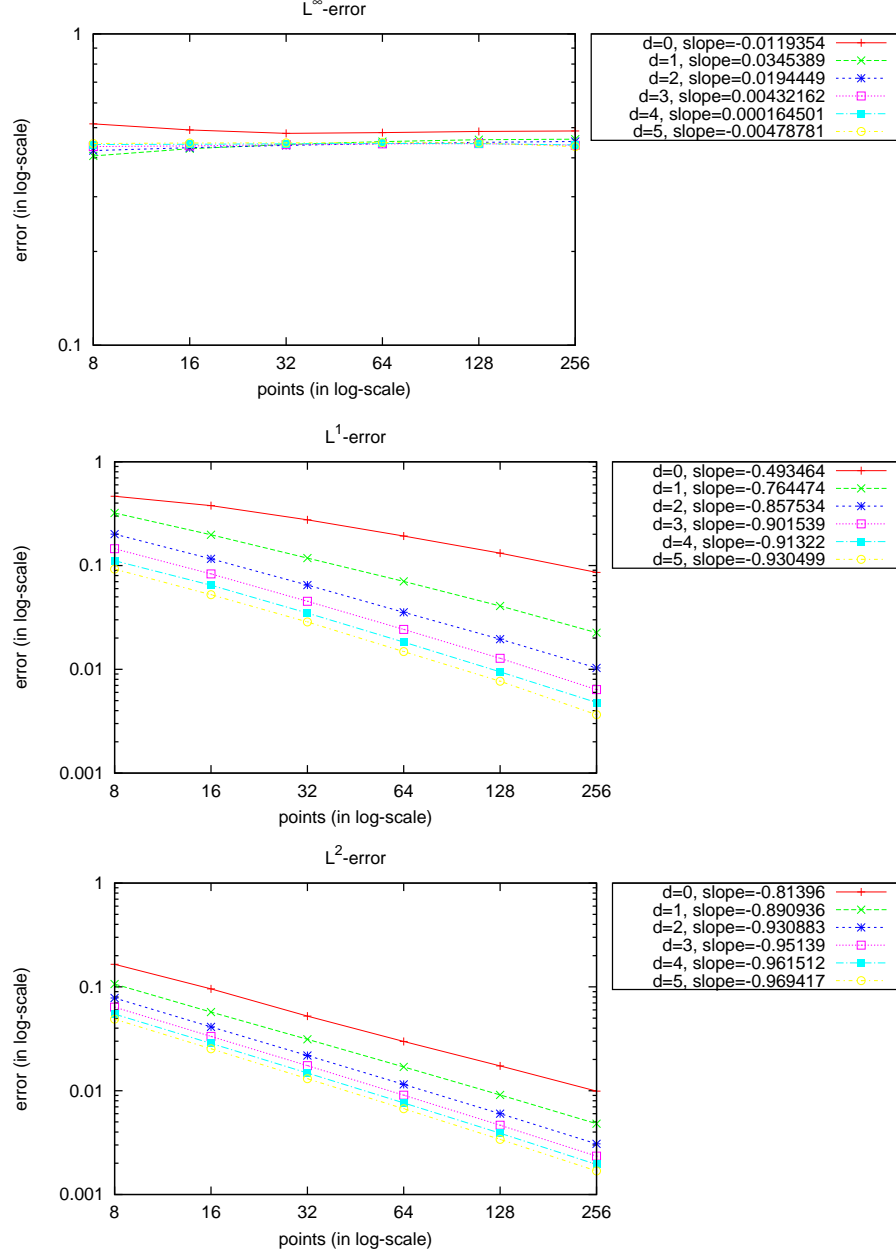 L^∞-error
1
0.1
error (in log-scale)
8 16 32 64 128 256
points (in log-scale)
d=0, slope=-0.0119354
d=1, slope=0.0345389
d=2, slope=0.0194449
d=3, slope=0.00432162
d=4, slope=0.000164501
d=5, slope=-0.00478781
L^1-error
1
0.1
0.01
0.001
error (in log-scale)
8 16 32 64 128 256
points (in log-scale)
d=0, slope=-0.493464
d=1, slope=-0.764474
d=2, slope=-0.857534
d=3, slope=-0.901539
d=4, slope=-0.91322
d=5, slope=-0.930499
L^2-error
1
0.1
0.01
0.001
error (in log-scale)
8 16 32 64 128 256
points (in log-scale)
d=0, slope=-0.81396
d=1, slope=-0.890936
d=2, slope=-0.930883
d=3, slope=-0.95139
d=4, slope=-0.961512
d=5, slope=-0.969417